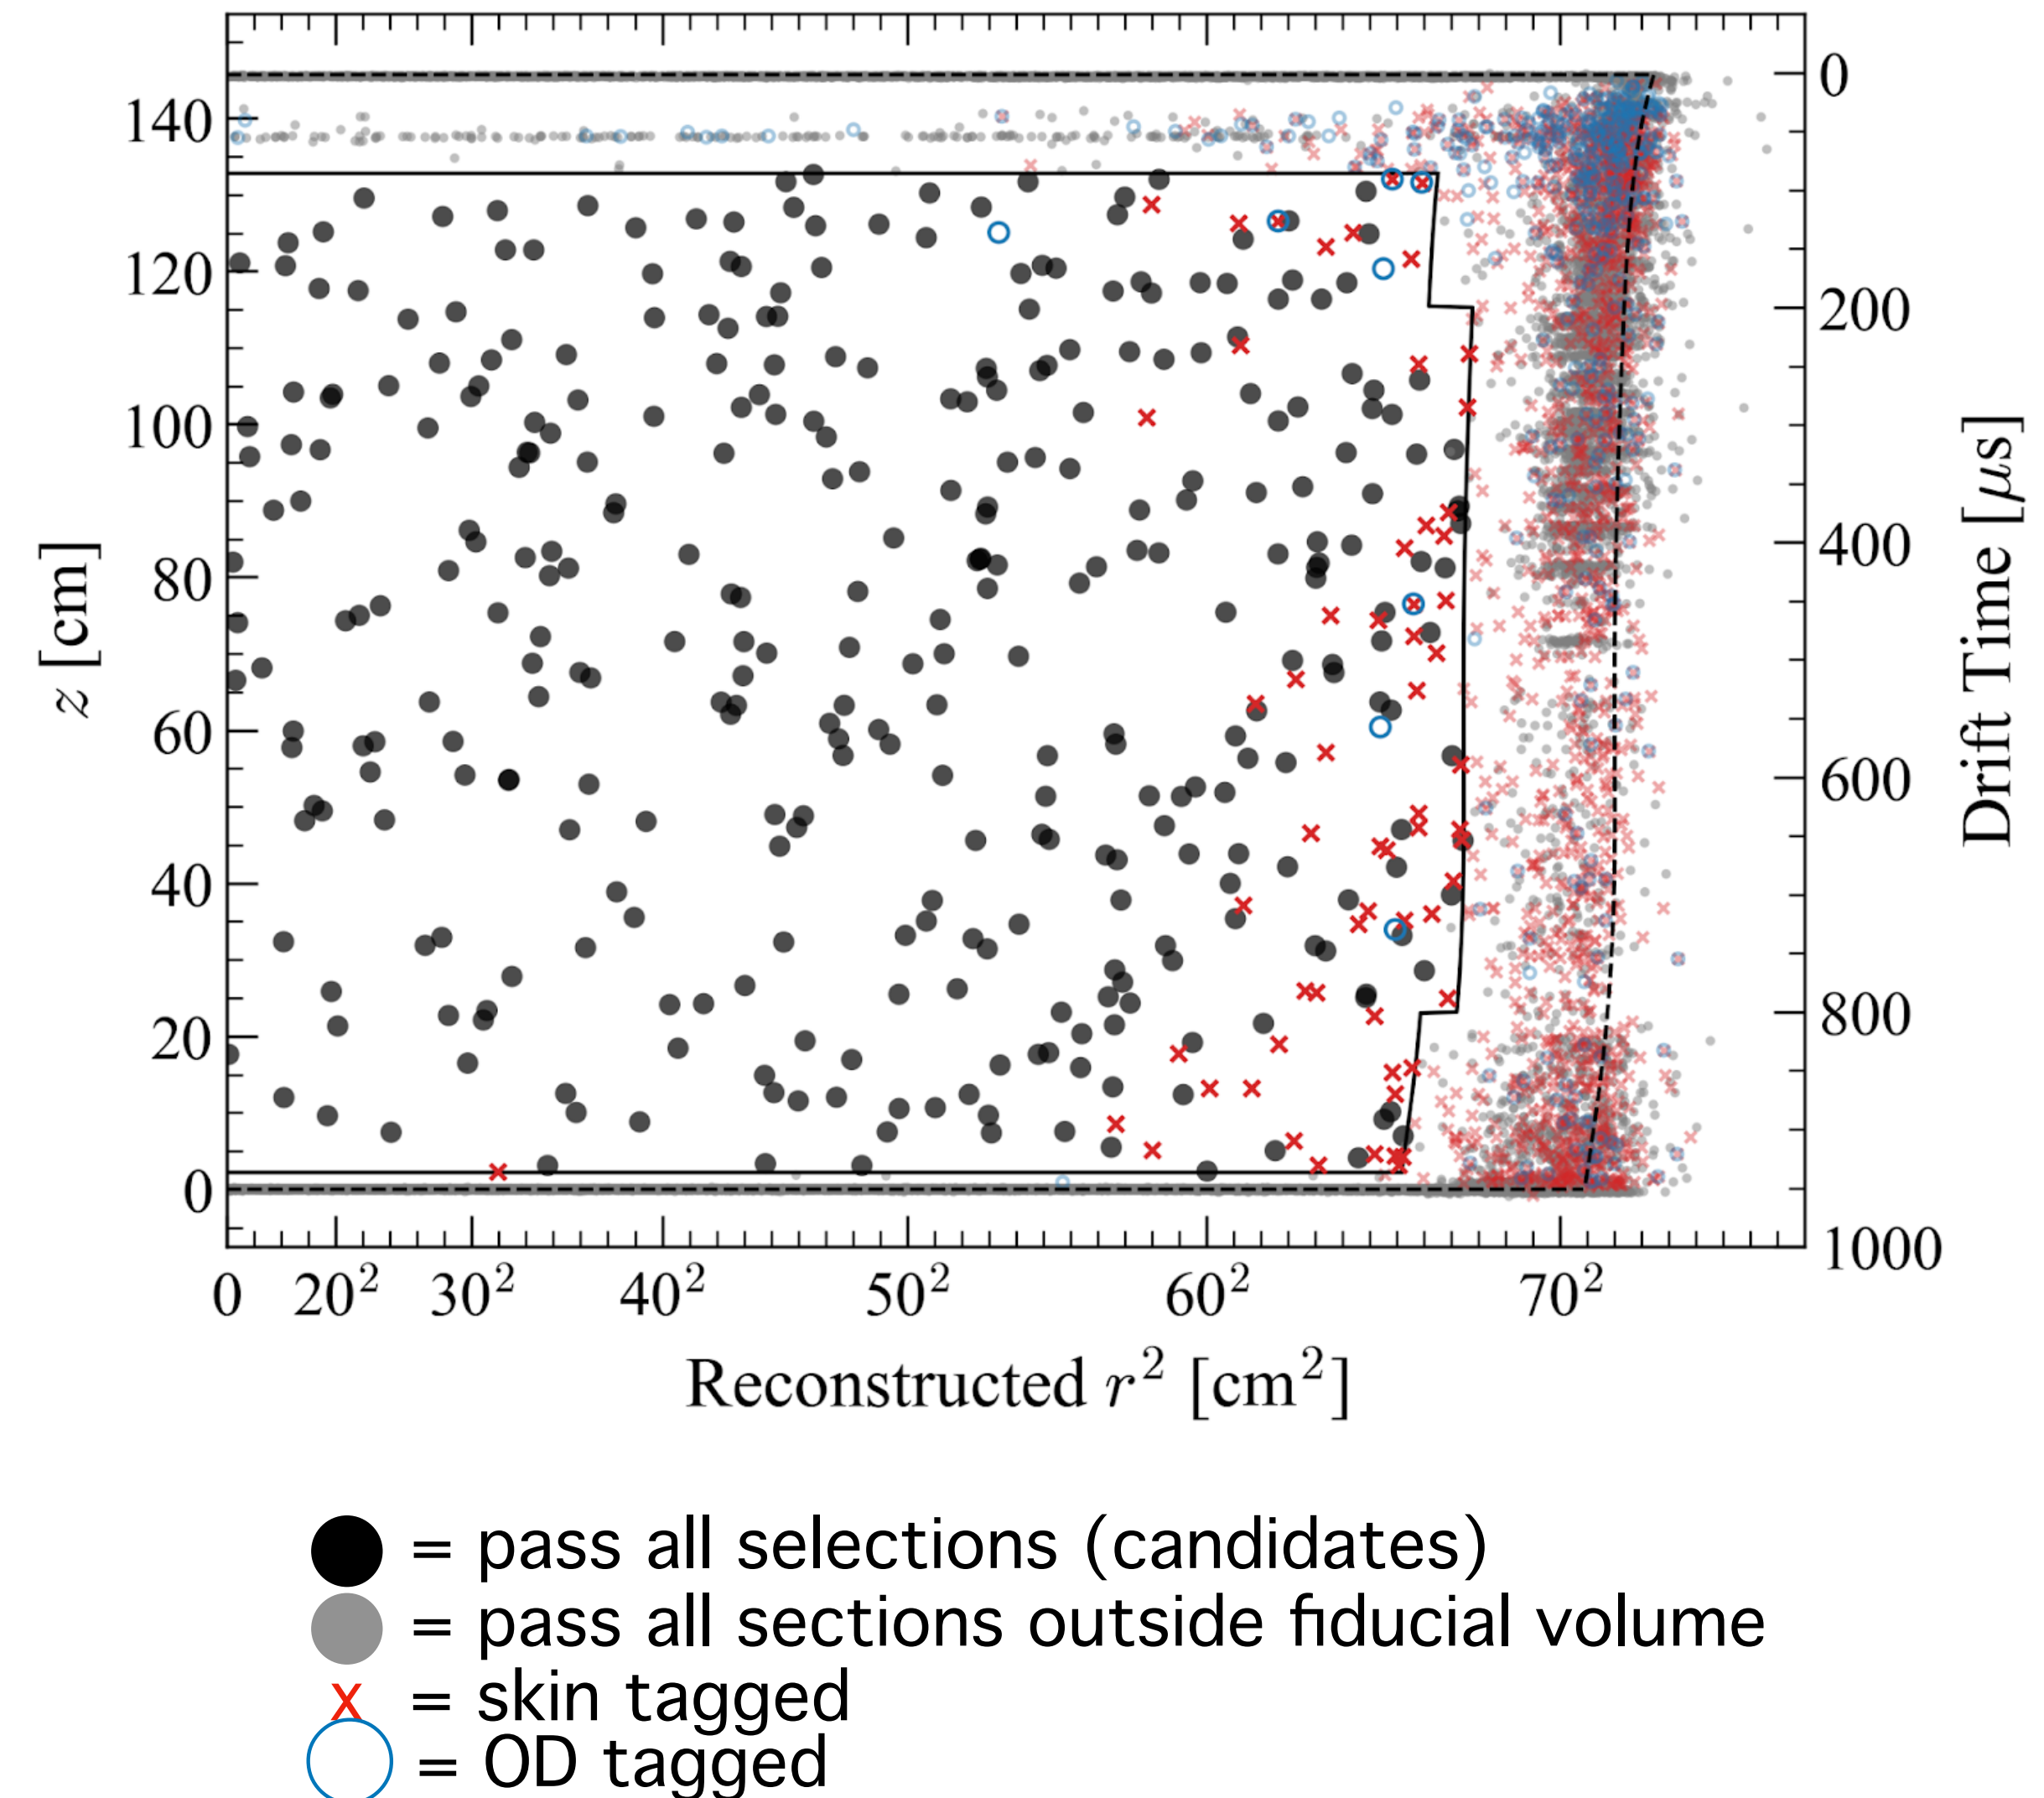 140
120
100
80
60
40
20
0
z [cm]
0
200
400
600
800
1000
Drift Time [μs]
0 20² 30² 40² 50² 60² 70²
Reconstructed r² [cm²]
= pass all selections (candidates)
= pass all sections outside fiducial volume
x = skin tagged
= OD tagged